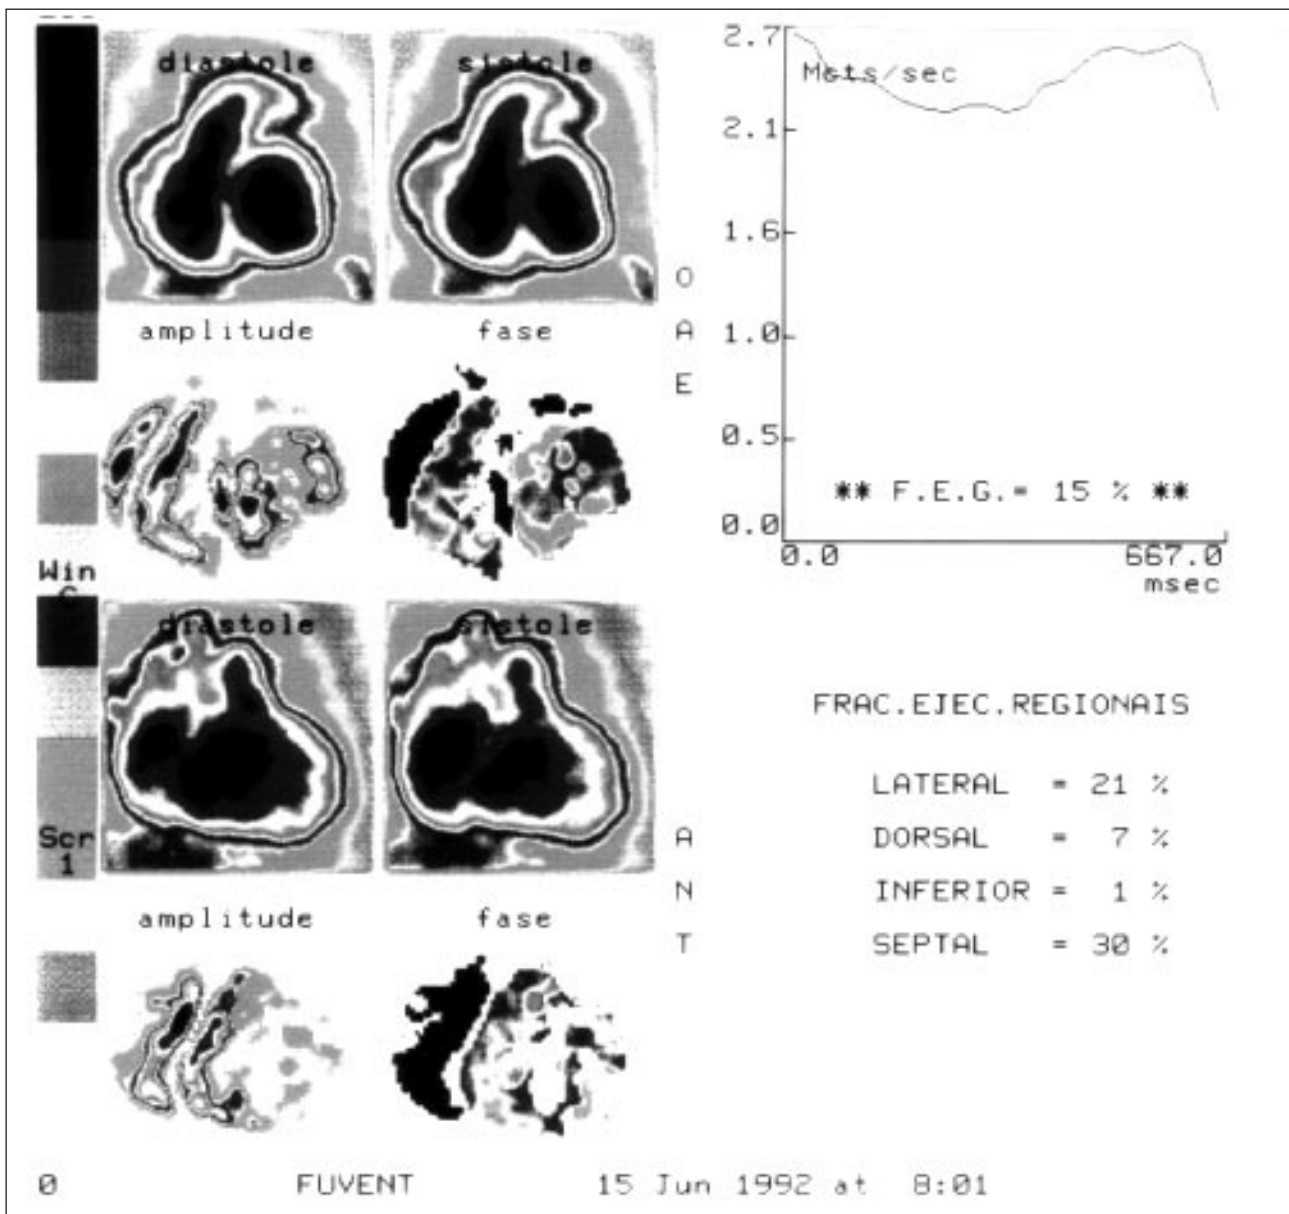 diastole
sistole
amplitude
fase
O
A
E
Win
diastole
sistole
Scr
1
amplitude
fase
A
N
T
2.7
Mcts/sec
2.1
1.6
1.0
0.5
** F.E.G.= 15 % **
0.0
0.0 667.0
msec
FRAC.EJEC.REGIONAIS
LATERAL = 21 %
DORSAL = 7 %
INFERIOR = 1 %
SEPTAL = 30 %
0 FUVENT 15 Jun 1992 at 8:01